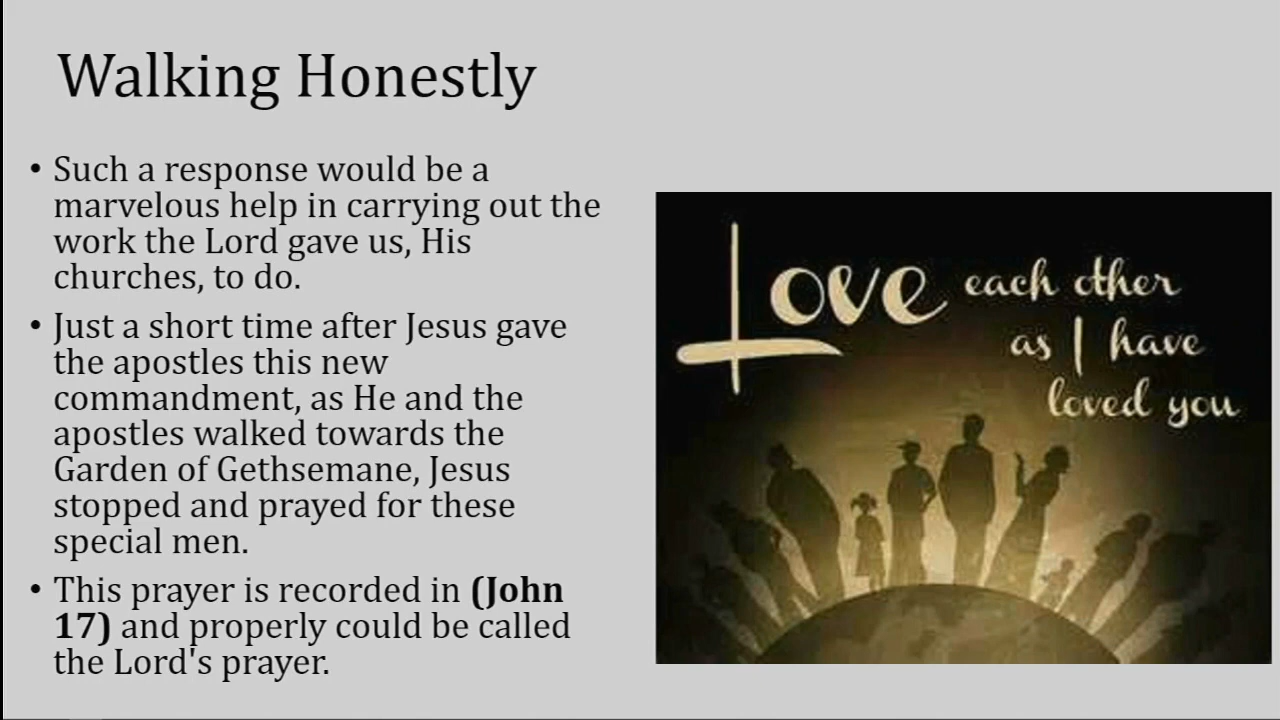 Walking Honestly
• Such a response would be a
marvelous help in carrying out the
work the Lord gave us, His
churches, to do.
• Just a short time after Jesus gave
the apostles this new
commandment, as He and the
apostles walked towards the
Garden of Gethsemane, Jesus
stopped and prayed for these
special men.
• This prayer is recorded in (John
17) and properly could be called
the Lord's prayer.
Love each other
as I have
loved you